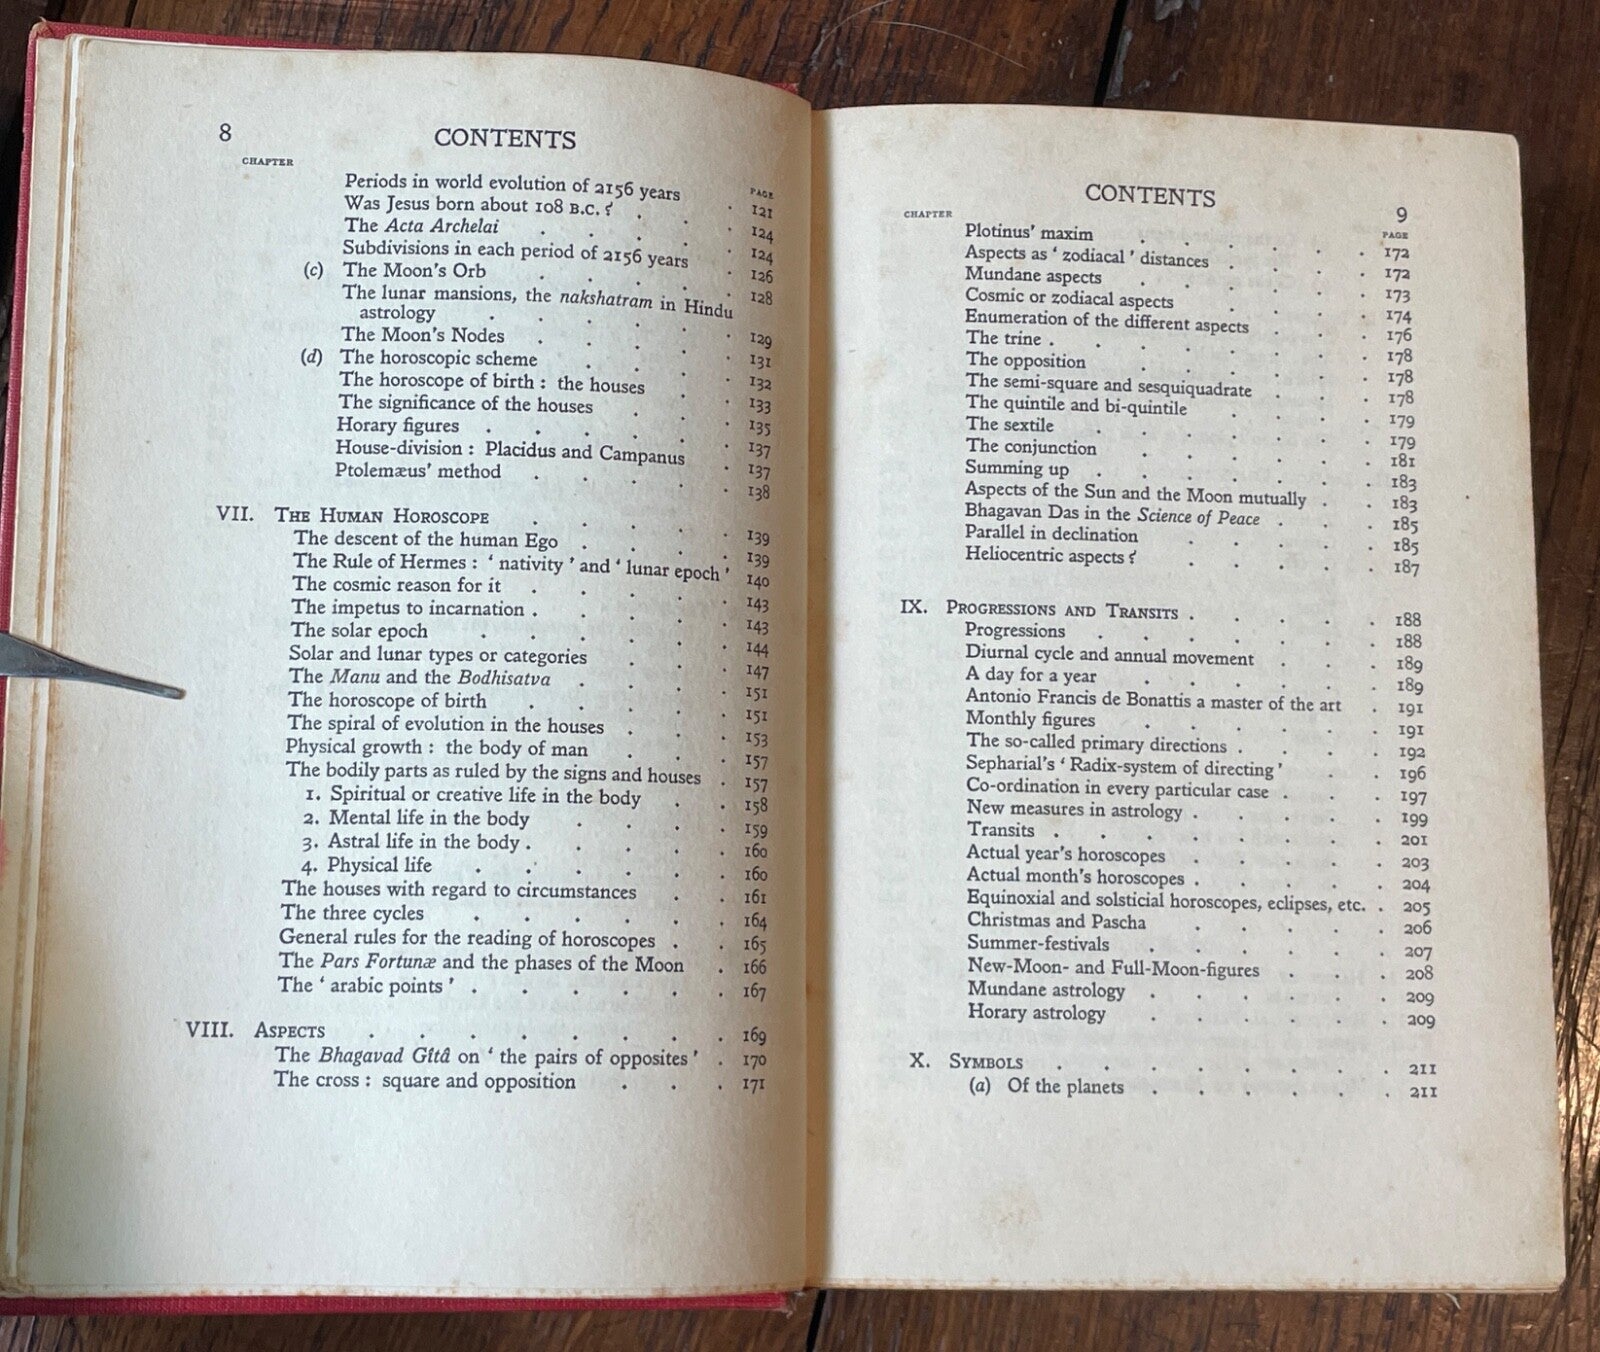 8 CONTENTS
CHAPTER PAGE
Periods in world evolution of 2156 years 121
Was Jesus born about 108 B.C. ? . . . 124
The Acta Archelai . . . . . 124
Subdivisions in each period of 2156 years . 126
(c) The Moon's Orb . . . . . 128
The lunar mansions, the nakshatram in Hindu
astrology . . . . . . 129
The Moon's Nodes . . . . . 131
(d) The horoscopic scheme . . . . 132
The horoscope of birth : the houses . . 133
The significance of the houses . . . 135
Horary figures . . . . . . 137
House-division : Placidus and Campanus . 137
Ptolemæus' method . . . . . 138
VII. THE HUMAN HOROSCOPE . . . . . 139
The descent of the human Ego . . . . 139
The Rule of Hermes : ' nativity ' and ' lunar epoch ' 140
The cosmic reason for it . . . . . 143
The impetus to incarnation . . . . . 143
The solar epoch . . . . . . 144
Solar and lunar types or categories . . . 147
The Manu and the Bodhisatva . . . . 151
The horoscope of birth . . . . . 151
The spiral of evolution in the houses . . . 153
Physical growth : the body of man . . . 157
The bodily parts as ruled by the signs and houses . 157
1. Spiritual or creative life in the body . . 158
2. Mental life in the body . . . . 159
3. Astral life in the body . . . . . 160
4. Physical life . . . . . . 160
The houses with regard to circumstances . . 161
The three cycles . . . . . . 164
General rules for the reading of horoscopes . . 165
The Pars Fortunæ and the phases of the Moon . 166
The ' arabic points ' . . . . . . 167
VIII. ASPECTS . . . . . . . . 169
The Bhagavad Gîtâ on ' the pairs of opposites ' . 170
The cross : square and opposition . . . 171
CONTENTS 9
CHAPTER PAGE
Plotinus' maxim . . . . . . 172
Aspects as ' zodiacal ' distances . . . . 172
Mundane aspects . . . . . . 173
Cosmic or zodiacal aspects . . . . 174
Enumeration of the different aspects . . . 176
The trine . . . . . . . . 178
The opposition . . . . . . 178
The semi-square and sesquiquadrate . . . 178
The quintile and bi-quintile . . . . 179
The sextile . . . . . . . 179
The conjunction . . . . . . 181
Summing up . . . . . . . 183
Aspects of the Sun and the Moon mutually . . 183
Bhagavan Das in the Science of Peace . . . 185
Parallel in declination . . . . . 185
Heliocentric aspects ? . . . . . 187
IX. PROGRESSIONS AND TRANSITS . . . . . 188
Progressions . . . . . . . 188
Diurnal cycle and annual movement . . . 189
A day for a year . . . . . . 189
Antonio Francis de Bonattis a master of the art . 191
Monthly figures . . . . . . 191
The so-called primary directions . . . . 192
Sepharial's ' Radix-system of directing ' . . 196
Co-ordination in every particular case . . . 197
New measures in astrology . . . . . 199
Transits . . . . . . . . 201
Actual year's horoscopes . . . . . 203
Actual month's horoscopes . . . . . 204
Equinoxial and solsticial horoscopes, eclipses, etc. . 205
Christmas and Pascha . . . . . 206
Summer-festivals . . . . . . 207
New-Moon- and Full-Moon-figures . . . 208
Mundane astrology . . . . . . 209
Horary astrology . . . . . . 209
X. SYMBOLS . . . . . . . . 211
(a) Of the planets . . . . . . 211